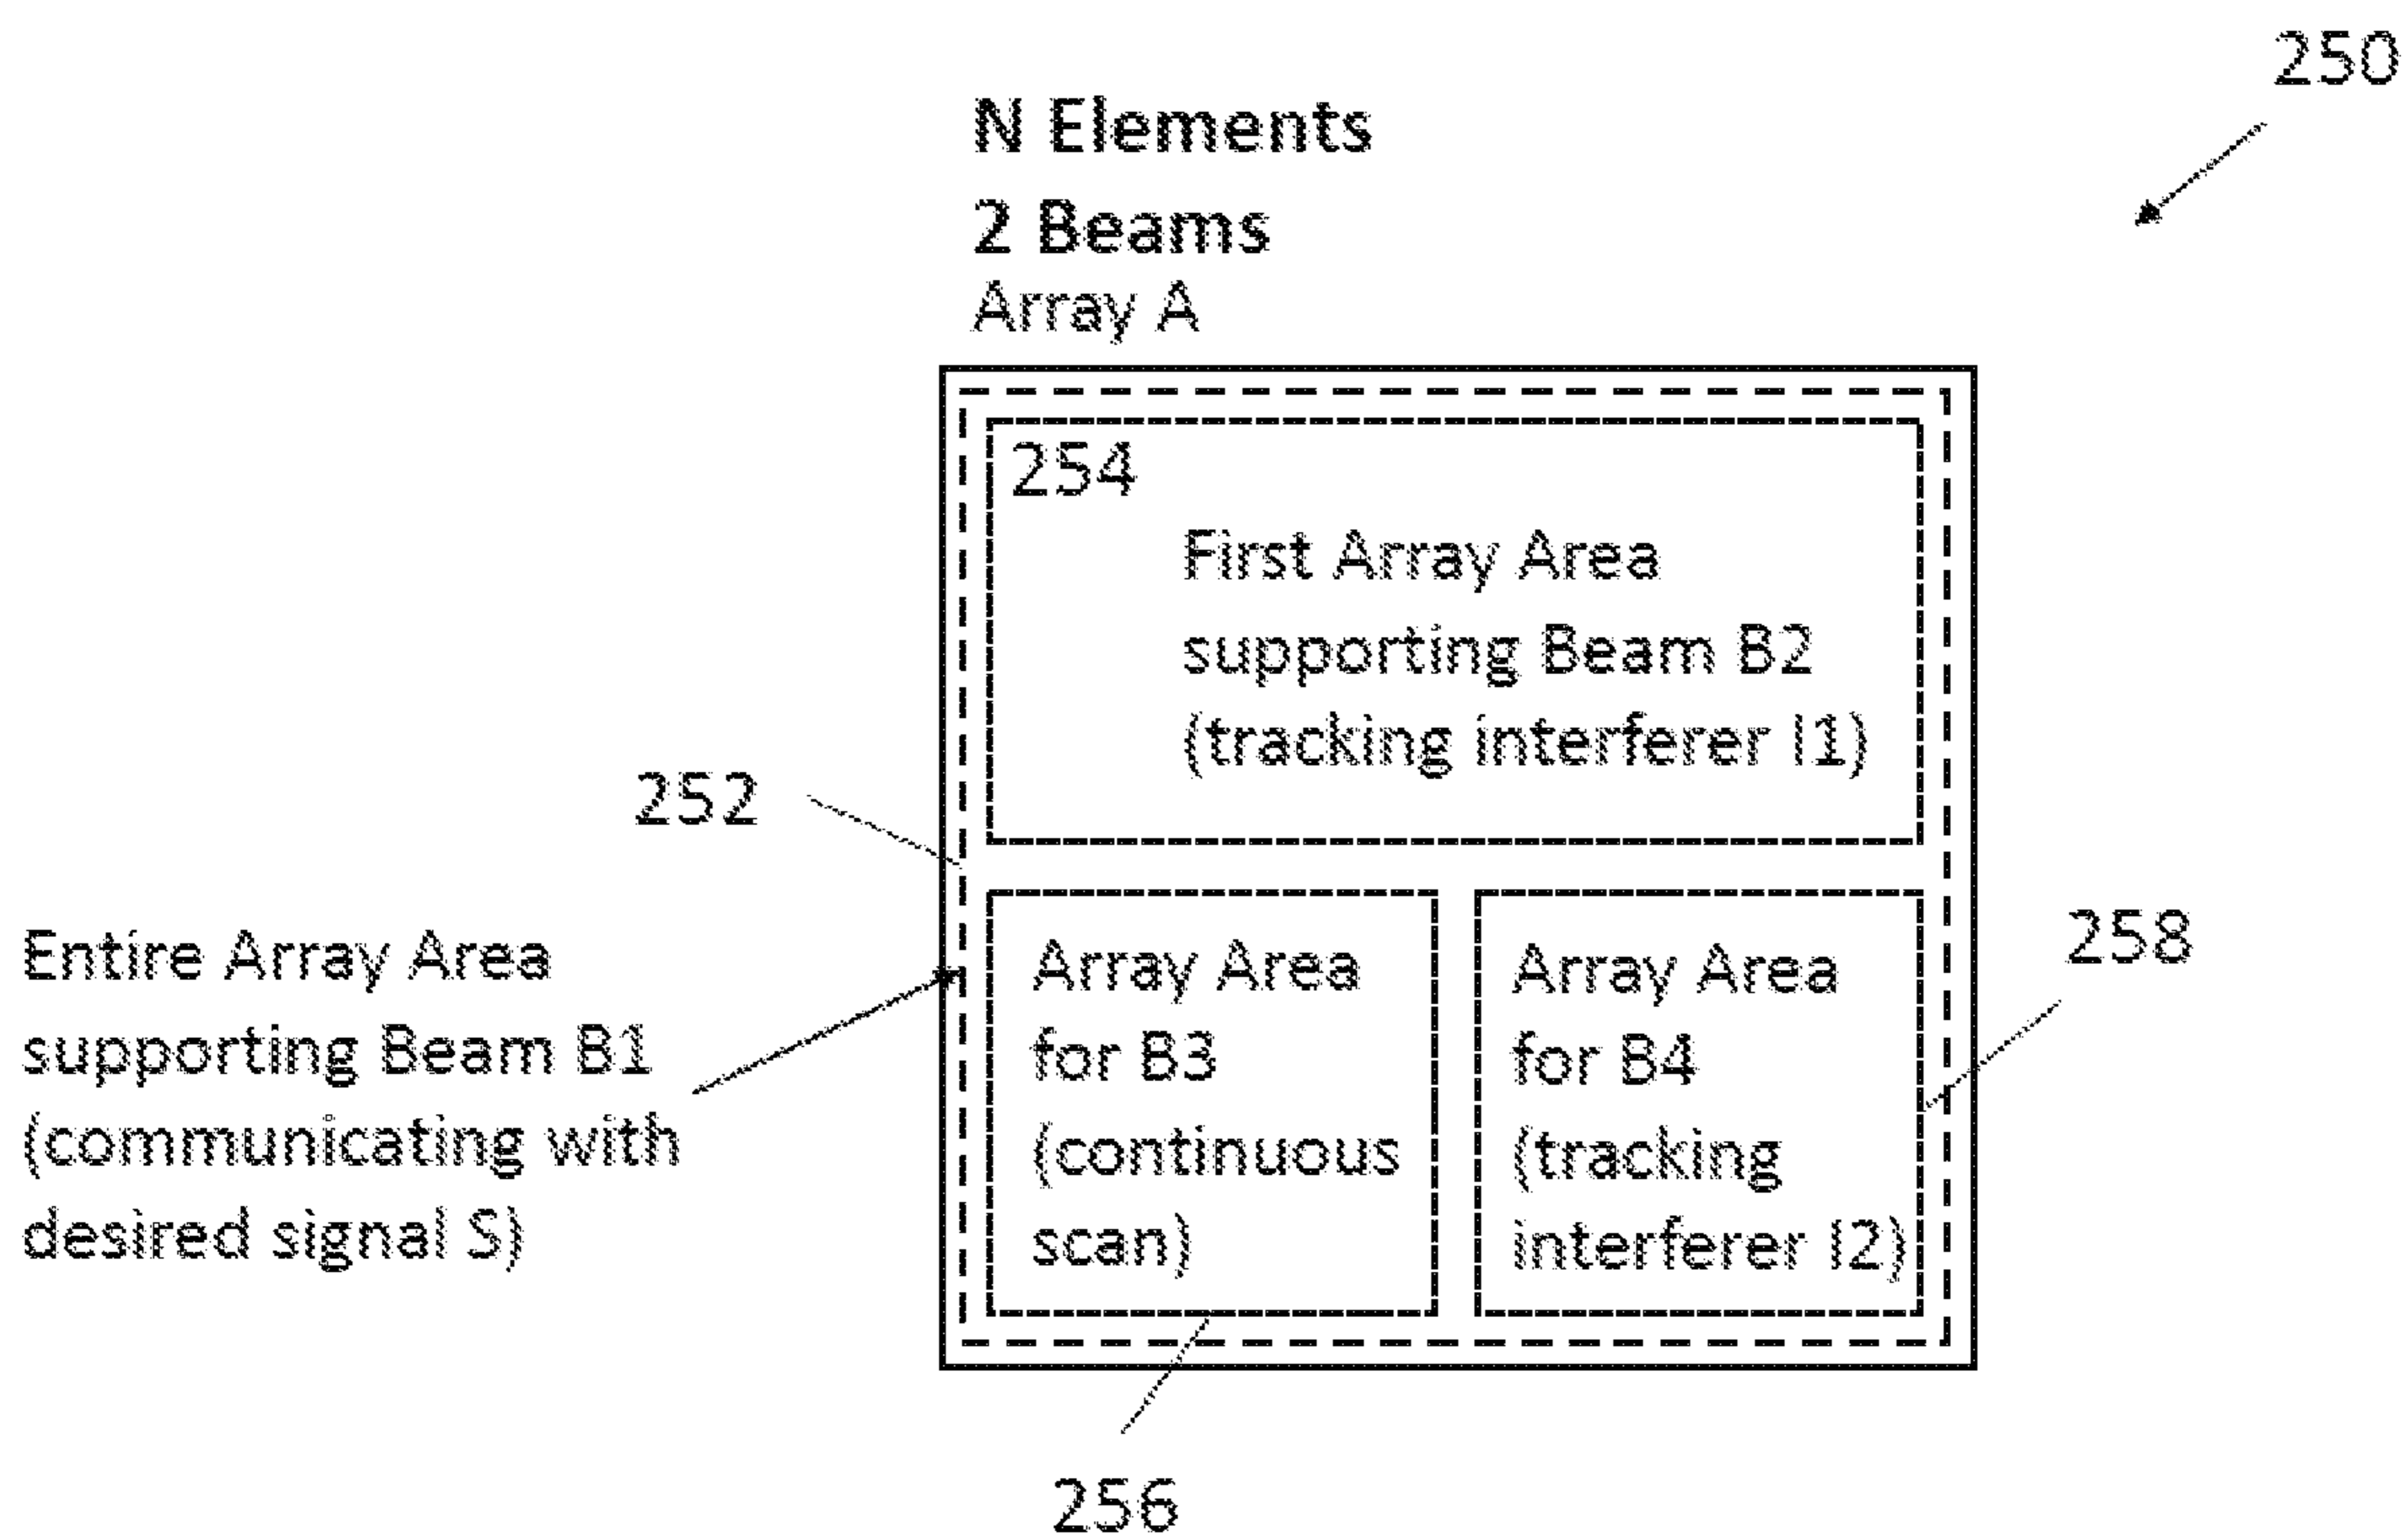 250
N Elements
2 Beams
Array A
254
First Array Area
supporting Beam B2
(tracking interferer I1)
252
Entire Array Area
supporting Beam B1
(communicating with
desired signal S)
Array Area
for B3
(continuous
scan)
Array Area
for B4
(tracking
interferer I2)
258
256